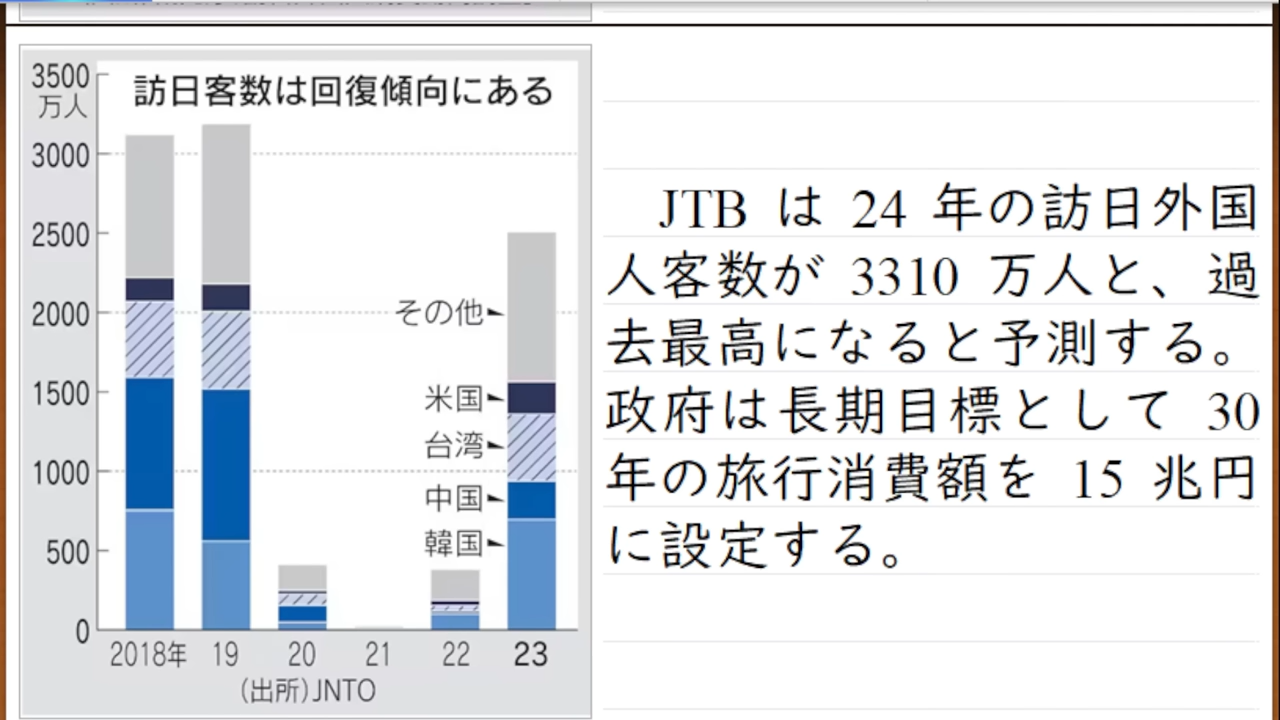 訪日客数は回復傾向にある
3500
万人
3000
2500
2000
1500
1000
500
0
その他
米国
台湾
中国
韓国
2018年 19 20 21 22 23
(出所)JNTO
JTB は 24 年の訪日外国
人客数が 3310 万人と、過
去最高になると予測する。
政府は長期目標として 30
年の旅行消費額を 15 兆円
に設定する。